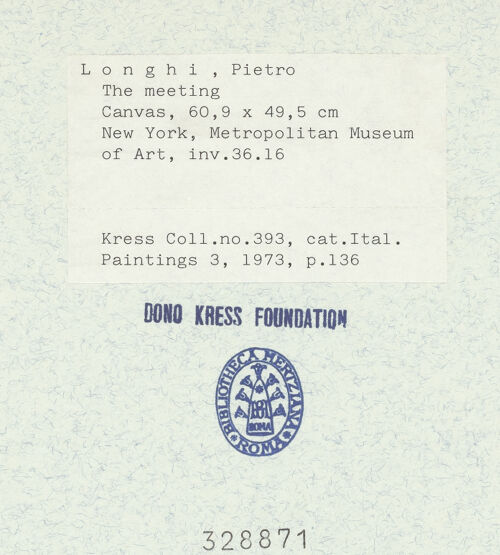 Longhi, Pietro
The meeting
Canvas, 60,9 x 49,5 cm
New York, Metropolitan Museum
of Art, inv.36.16
Kress Coll.no.393, cat.Ital.
Paintings 3, 1973, p.136
DONO KRESS FOUNDATION
BIBLIOTHECA HERTZIANA
ROMA
ROMA
328871